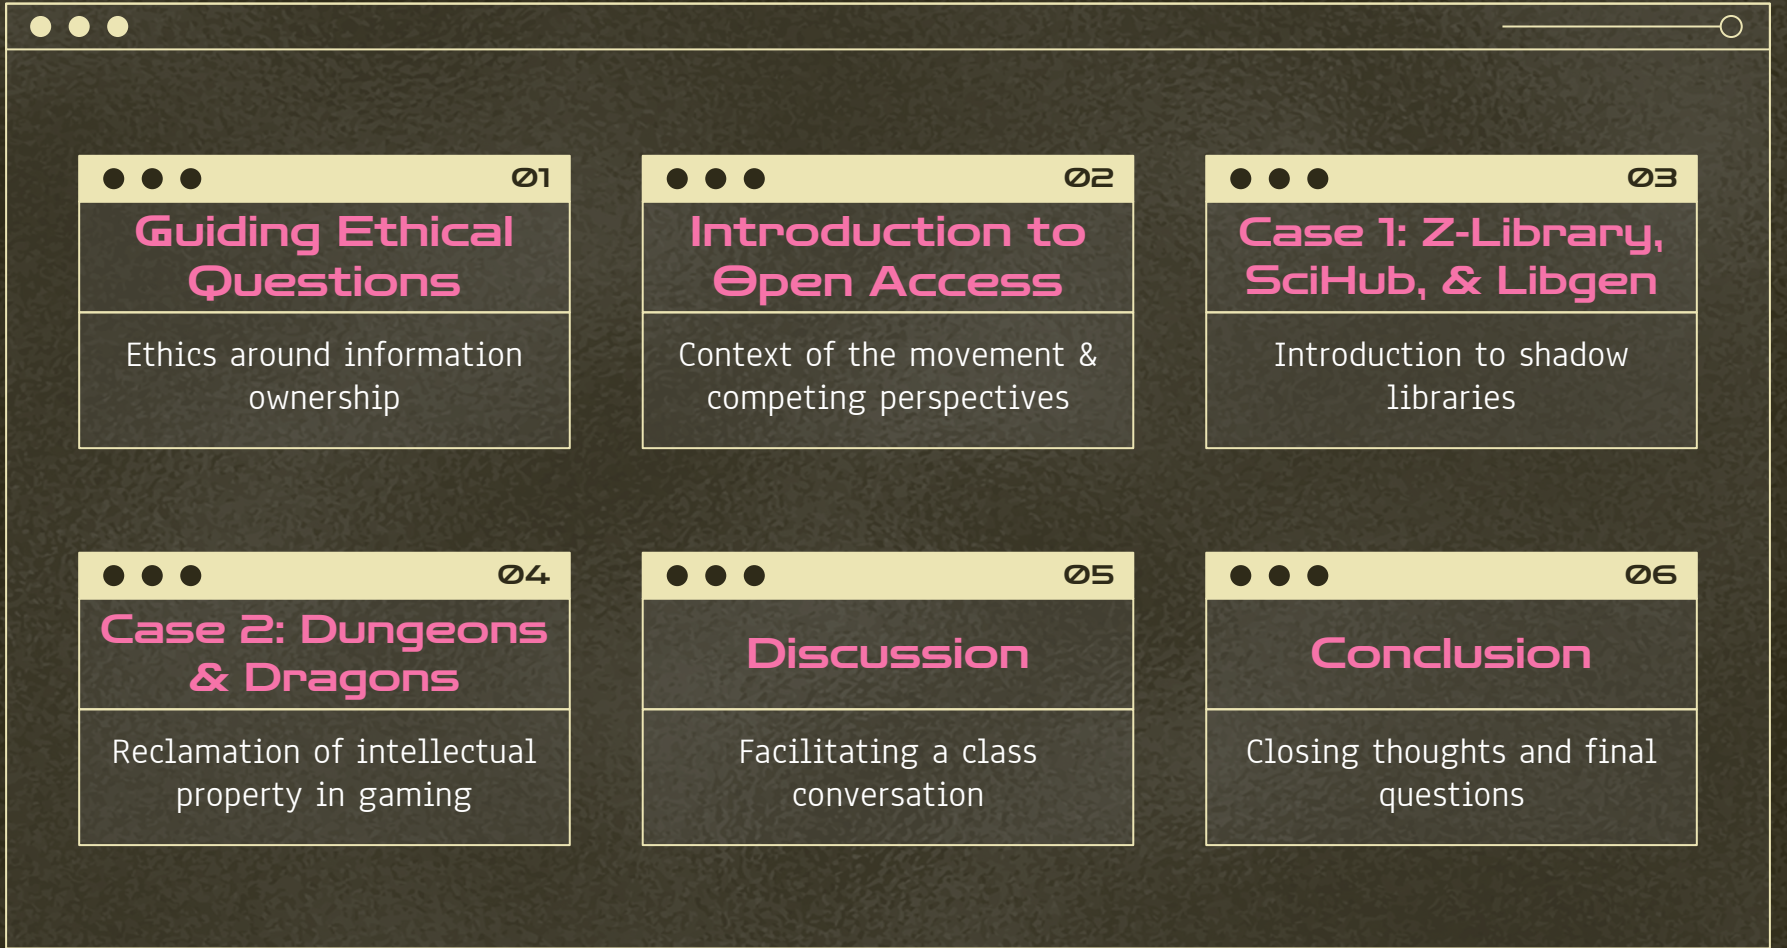 01
Guiding Ethical
Questions
Ethics around information
ownership
02
Introduction to
Open Access
Context of the movement &
competing perspectives
03
Case 1: Z-Library,
SciHub, & Libgen
Introduction to shadow
libraries
04
Case 2: Dungeons
& Dragons
Reclamation of intellectual
property in gaming
05
Discussion
Facilitating a class
conversation
06
Conclusion
Closing thoughts and final
questions